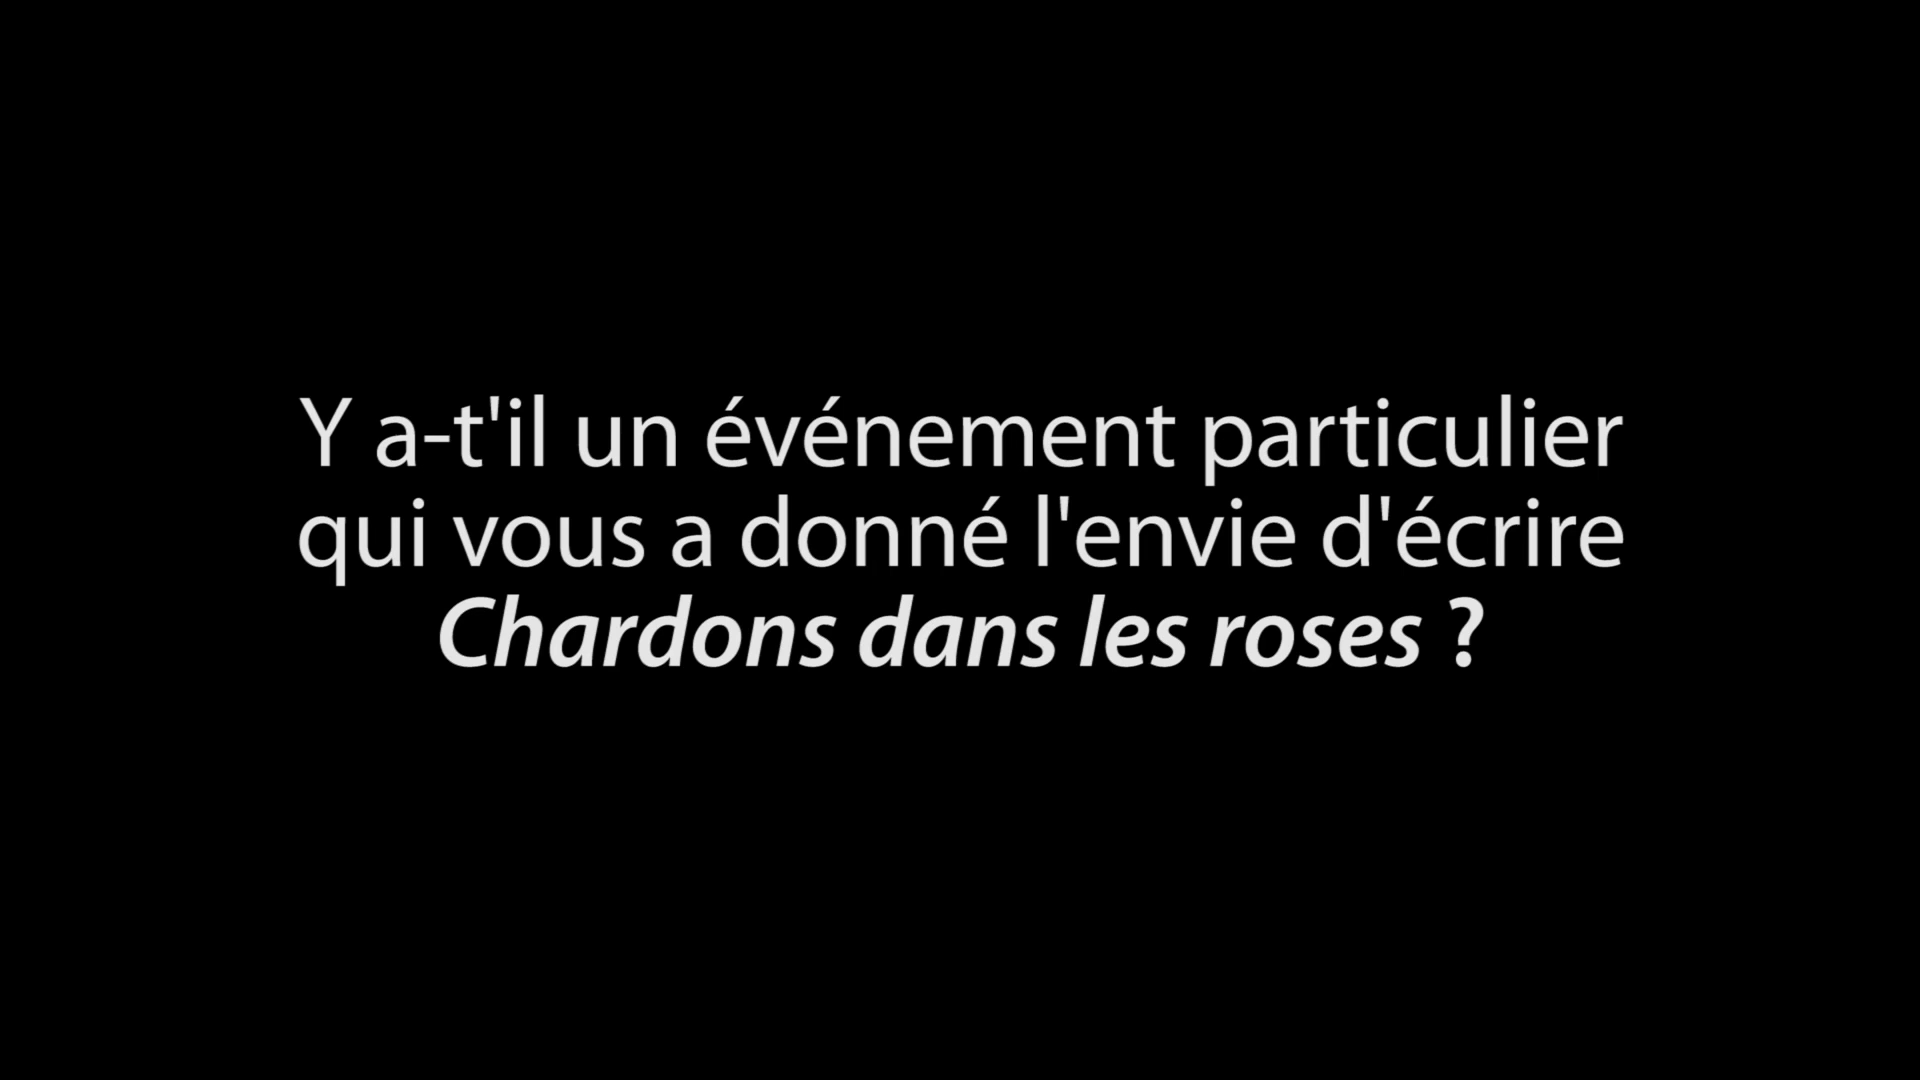 Y a-t'il un événement particulier
qui vous a donné l'envie d'écrire
Chardons dans les roses ?